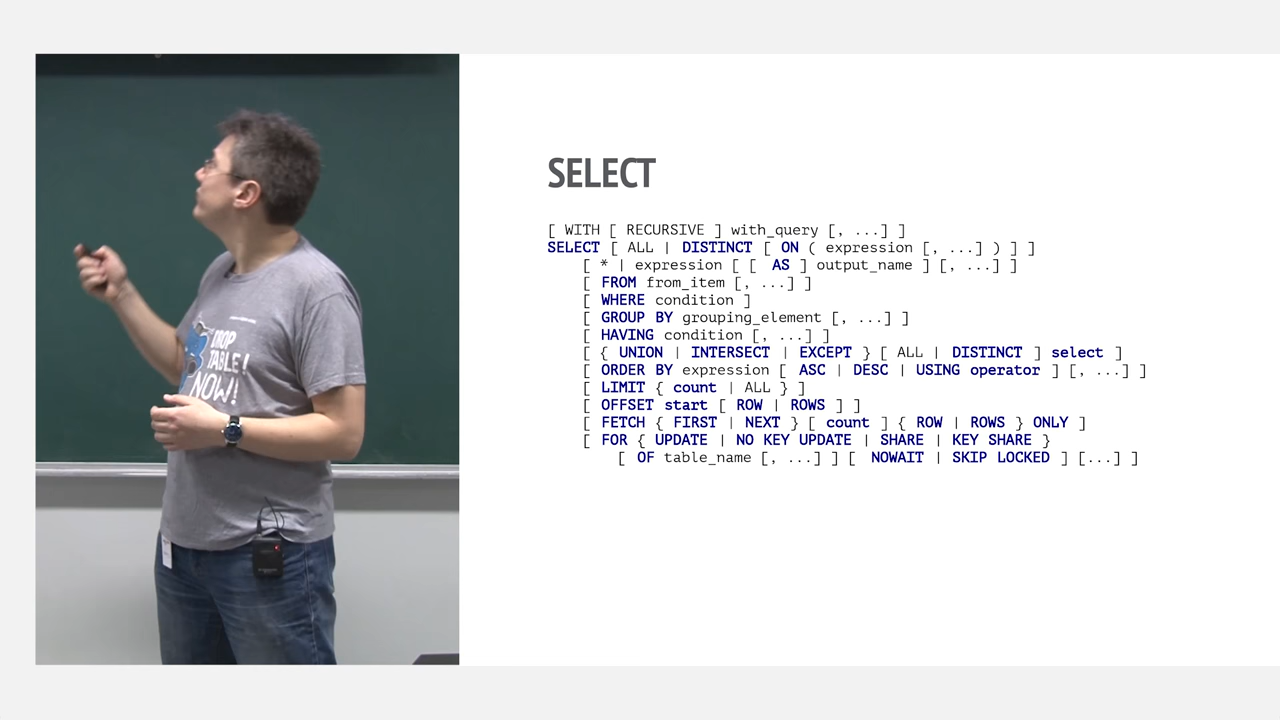 DROP
TABLE!
NOW!
SELECT
[ WITH [ RECURSIVE ] with_query [, ...] ]
SELECT [ ALL | DISTINCT [ ON ( expression [, ...] ) ] ]
    [ * | expression [ [ AS ] output_name ] [, ...] ]
    [ FROM from_item [, ...] ]
    [ WHERE condition ]
    [ GROUP BY grouping_element [, ...] ]
    [ HAVING condition [, ...] ]
    [ { UNION | INTERSECT | EXCEPT } [ ALL | DISTINCT ] select ]
    [ ORDER BY expression [ ASC | DESC | USING operator ] [, ...] ]
    [ LIMIT { count | ALL } ]
    [ OFFSET start [ ROW | ROWS ] ]
    [ FETCH { FIRST | NEXT } [ count ] { ROW | ROWS } ONLY ]
    [ FOR { UPDATE | NO KEY UPDATE | SHARE | KEY SHARE }
        [ OF table_name [, ...] ] [ NOWAIT | SKIP LOCKED ] [...] ]